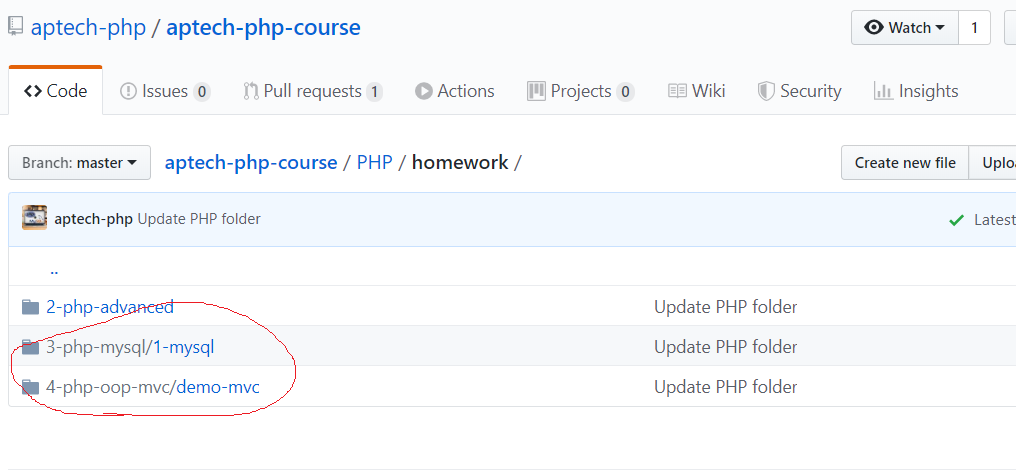 aptech-php / aptech-php-course
Watch 1
Code Issues 0 Pull requests 1 Actions Projects 0 Wiki Security Insights
Branch: master aptech-php-course / PHP / homework / Create new file
aptech-php Update PHP folder Latest
..
2-php-advanced Update PHP folder
3-php-mysql/1-mysql Update PHP folder
4-php-oop-mvc/demo-mvc Update PHP folder